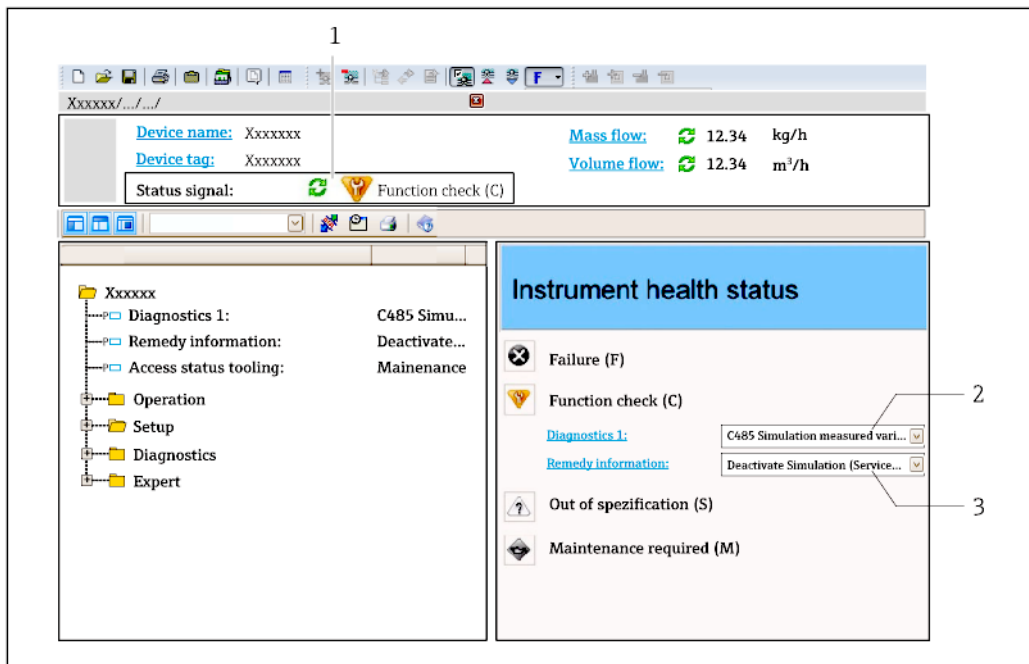 1
F
Xxxxxx/.../.../
Device name: Xxxxxxx
Mass flow: 12.34 kg/h
Device tag: Xxxxxxx
Volume flow: 12.34 m³/h
Status signal: Function check (C)
Xxxxxx
P Diagnostics 1: C485 Simu...
P Remedy information: Deactivate...
P Access status tooling: Mainenance
Operation
Setup
Diagnostics
Expert
Instrument health status
Failure (F)
Function check (C)
2
Diagnostics 1: C485 Simulation measured vari...
Remedy information: Deactivate Simulation (Service...
3
Out of spezification (S)
Maintenance required (M)